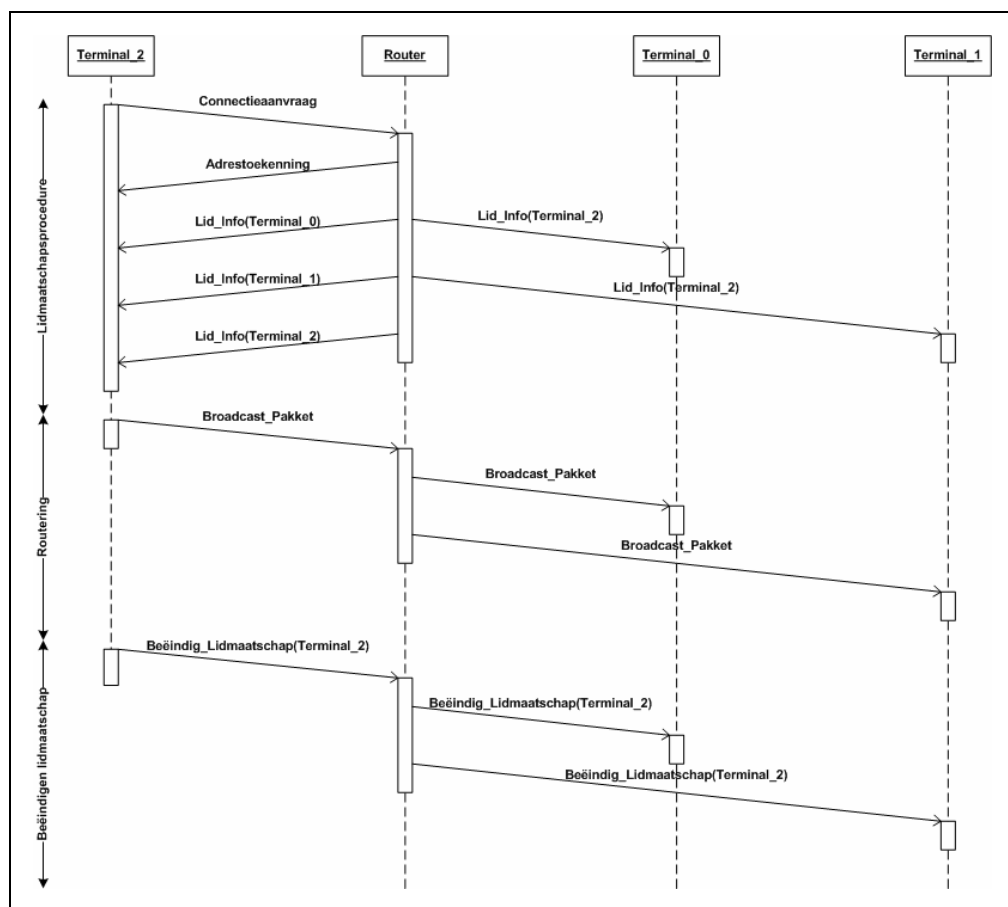 Terminal_2
Router
Terminal_0
Terminal_1
Lidmaatschapsprocedure
Connectieaanvraag
Adrestoekenning
Lid_Info(Terminal_0)
Lid_Info(Terminal_2)
Lid_Info(Terminal_1)
Lid_Info(Terminal_2)
Lid_Info(Terminal_2)
Routering
Broadcast_Pakket
Broadcast_Pakket
Broadcast_Pakket
Beëindigen lidmaatschap
Beëindig_Lidmaatschap(Terminal_2)
Beëindig_Lidmaatschap(Terminal_2)
Beëindig_Lidmaatschap(Terminal_2)